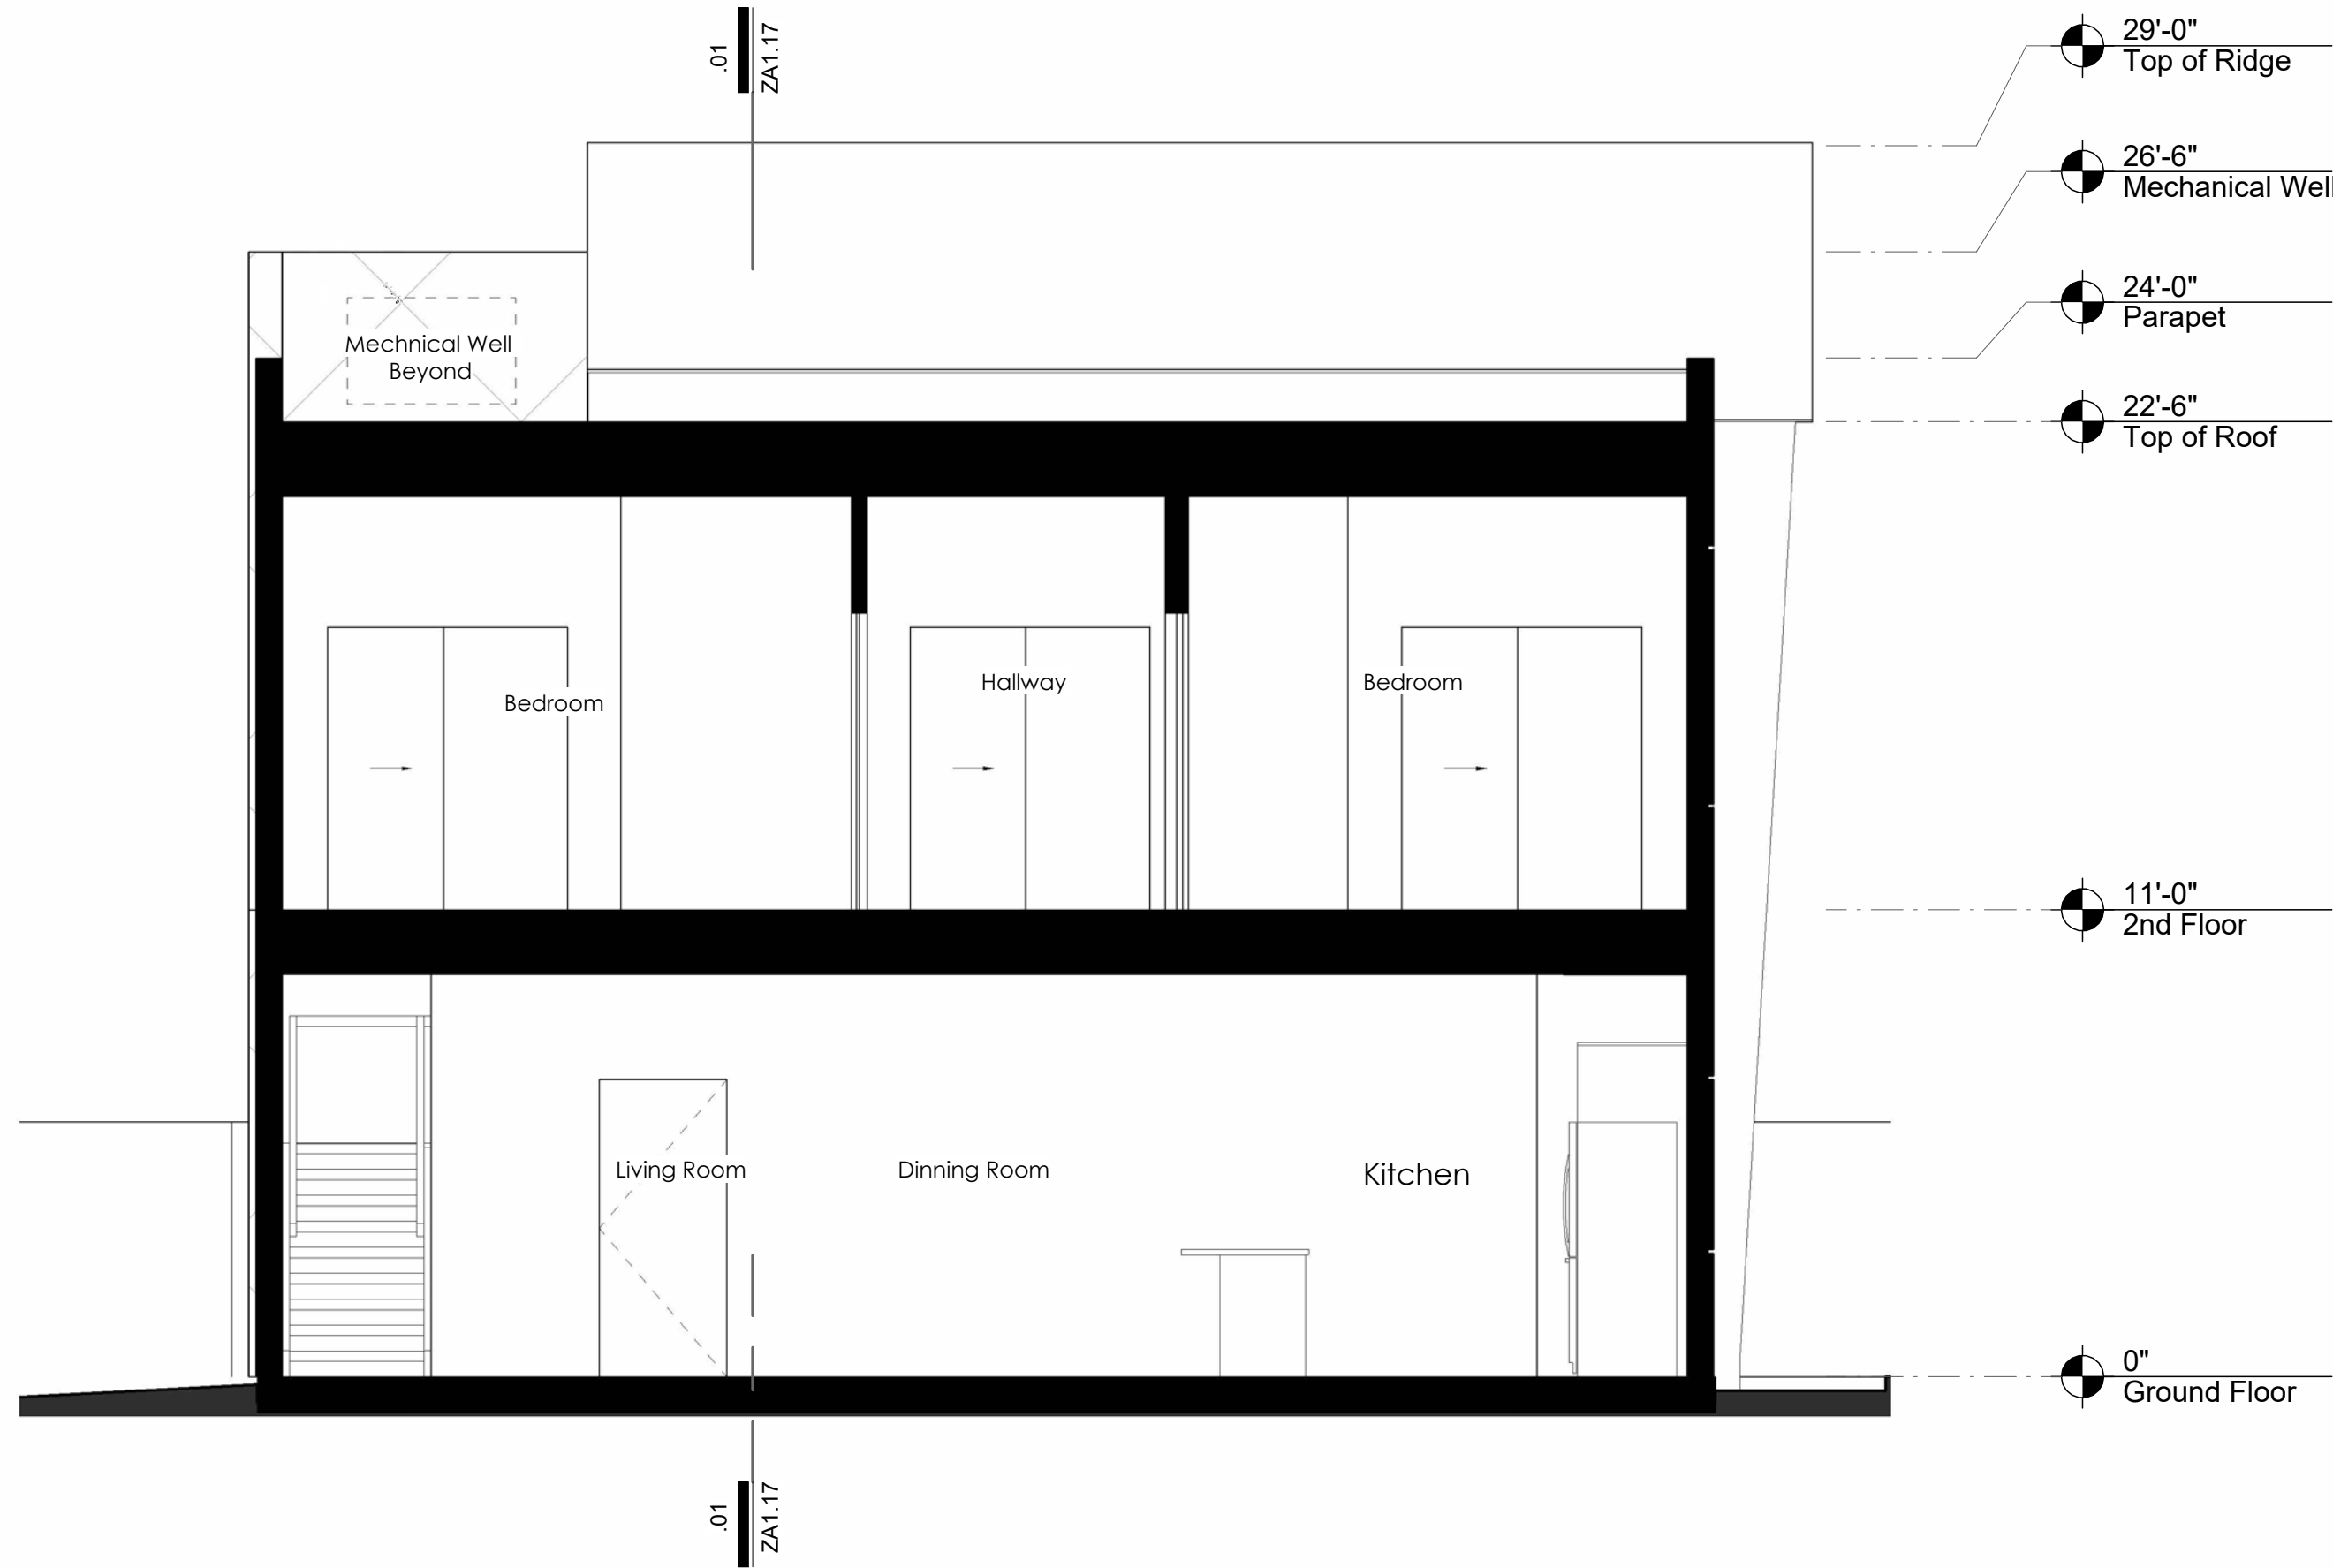 .01
ZA1.17
29'-0"
Top of Ridge
26'-6"
Mechanical Well
24'-0"
Parapet
Mechnical Well
Beyond
22'-6"
Top of Roof
Bedroom
Hallway
Bedroom
11'-0"
2nd Floor
Living Room
Dinning Room
Kitchen
0"
Ground Floor
.01
ZA1.17